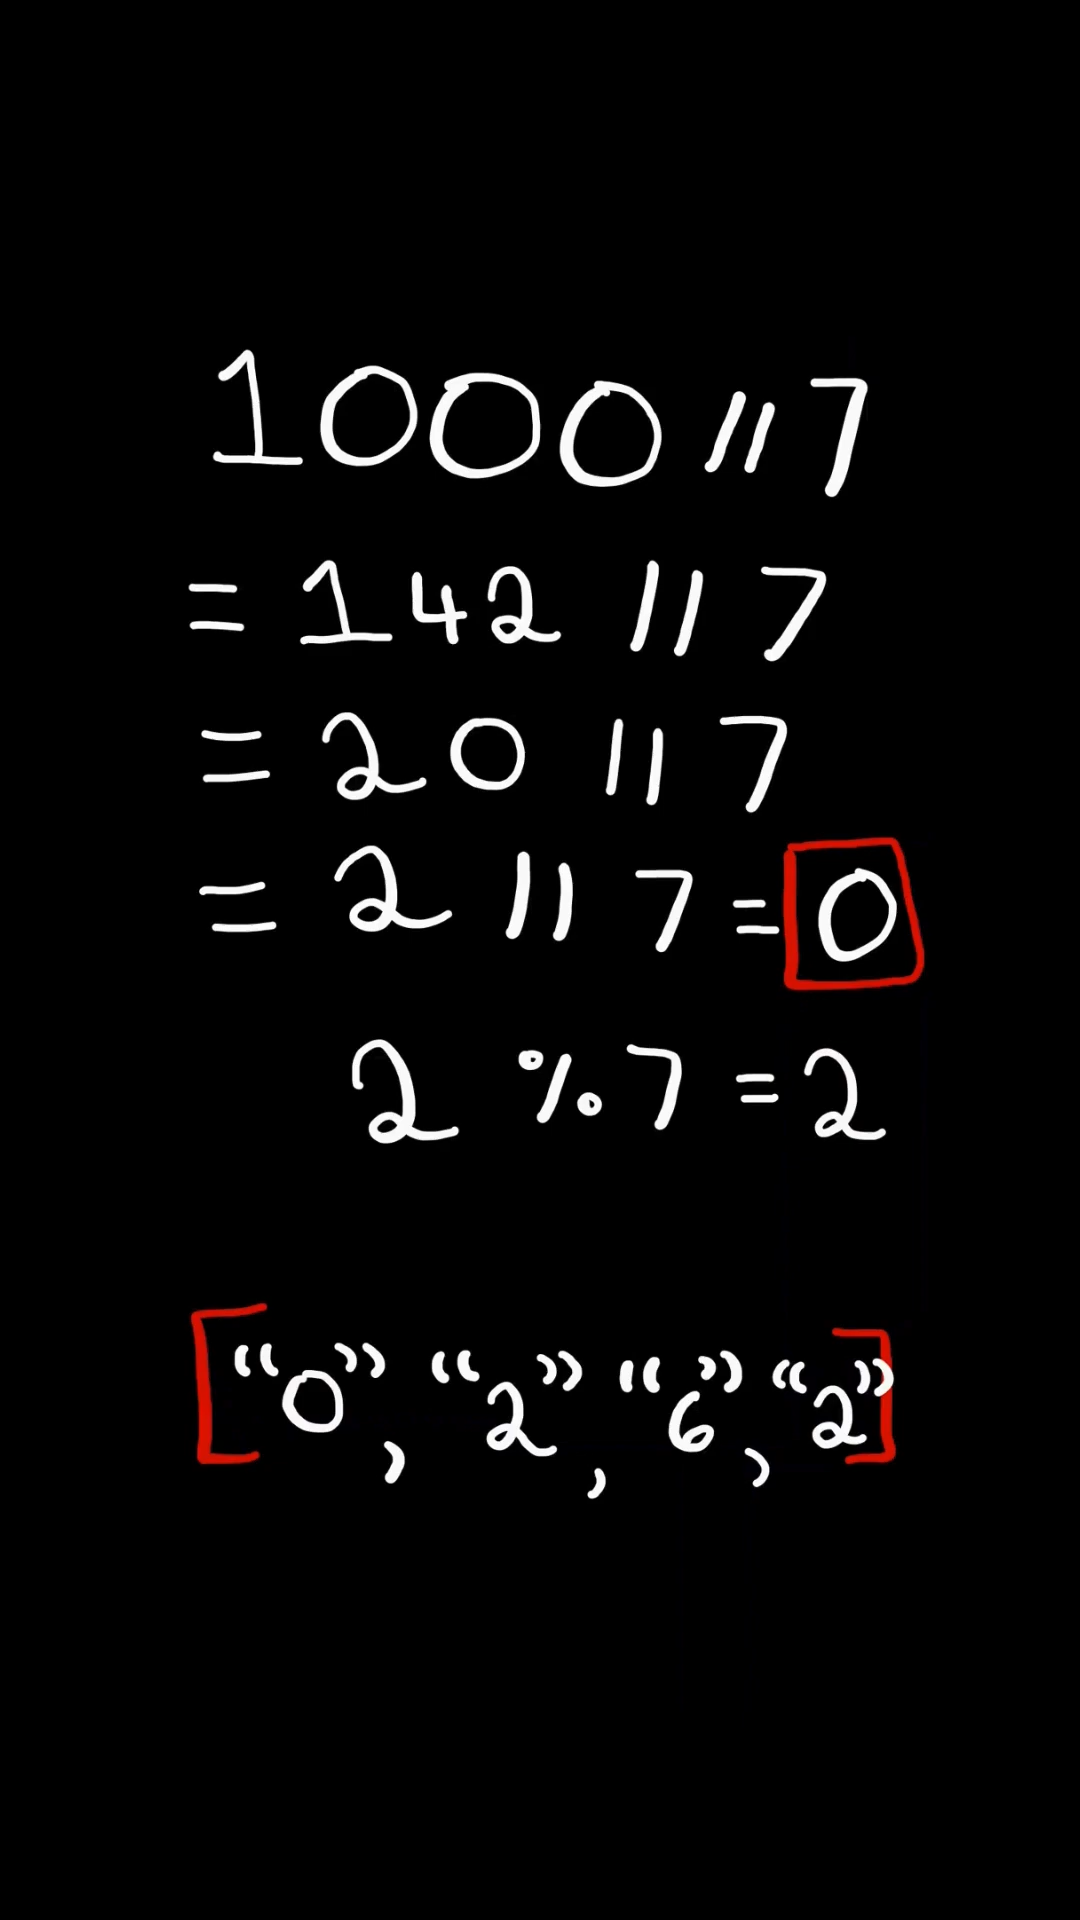 1000 // 7
= 142 // 7
= 20 // 7
= 2 // 7 = 0
2 % 7 = 2
[“0”, “2”, “6”, “2”]